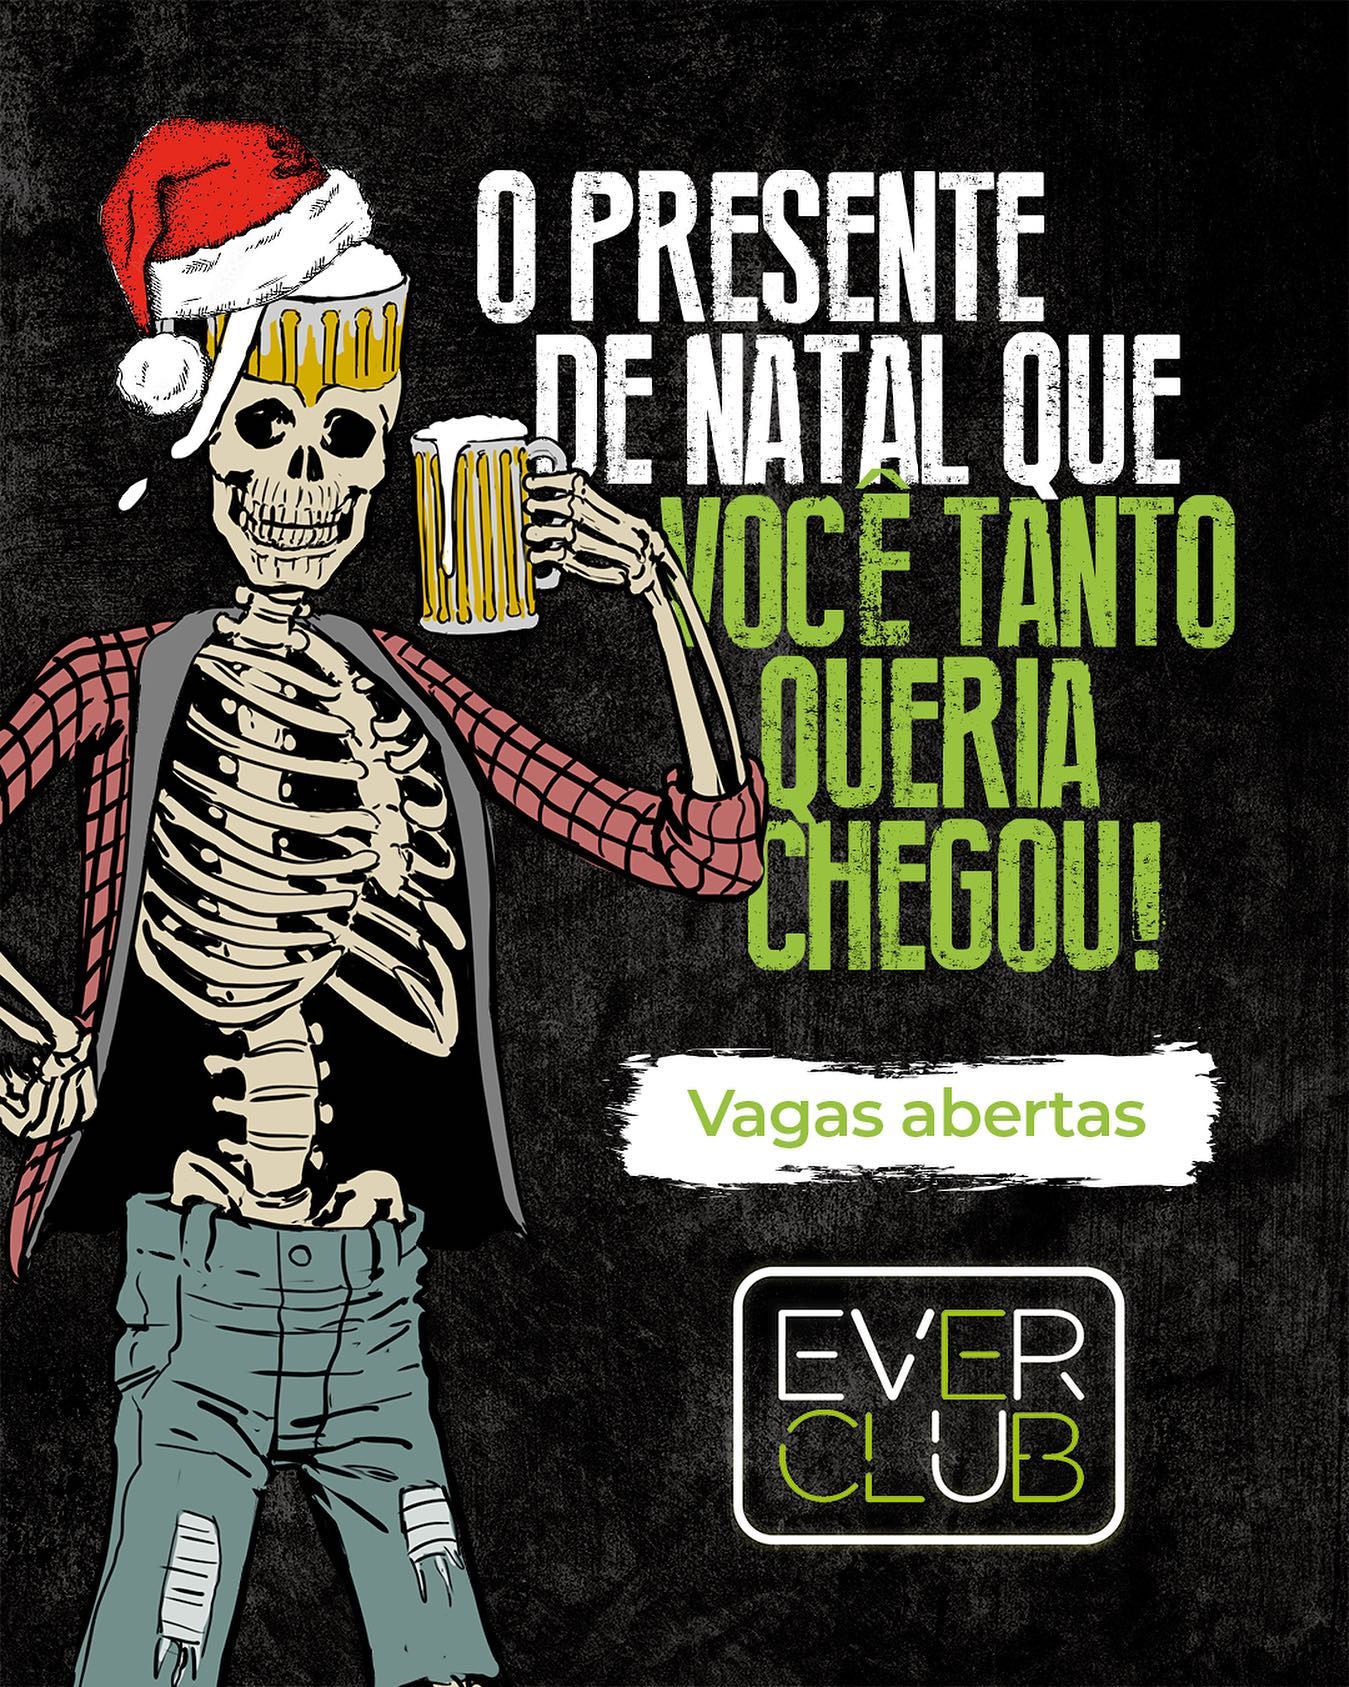 O PRESENTE
DE NATAL QUE
VOCÊ TANTO
QUERIA
CHEGOU!
Vagas abertas
EVER
CLUB